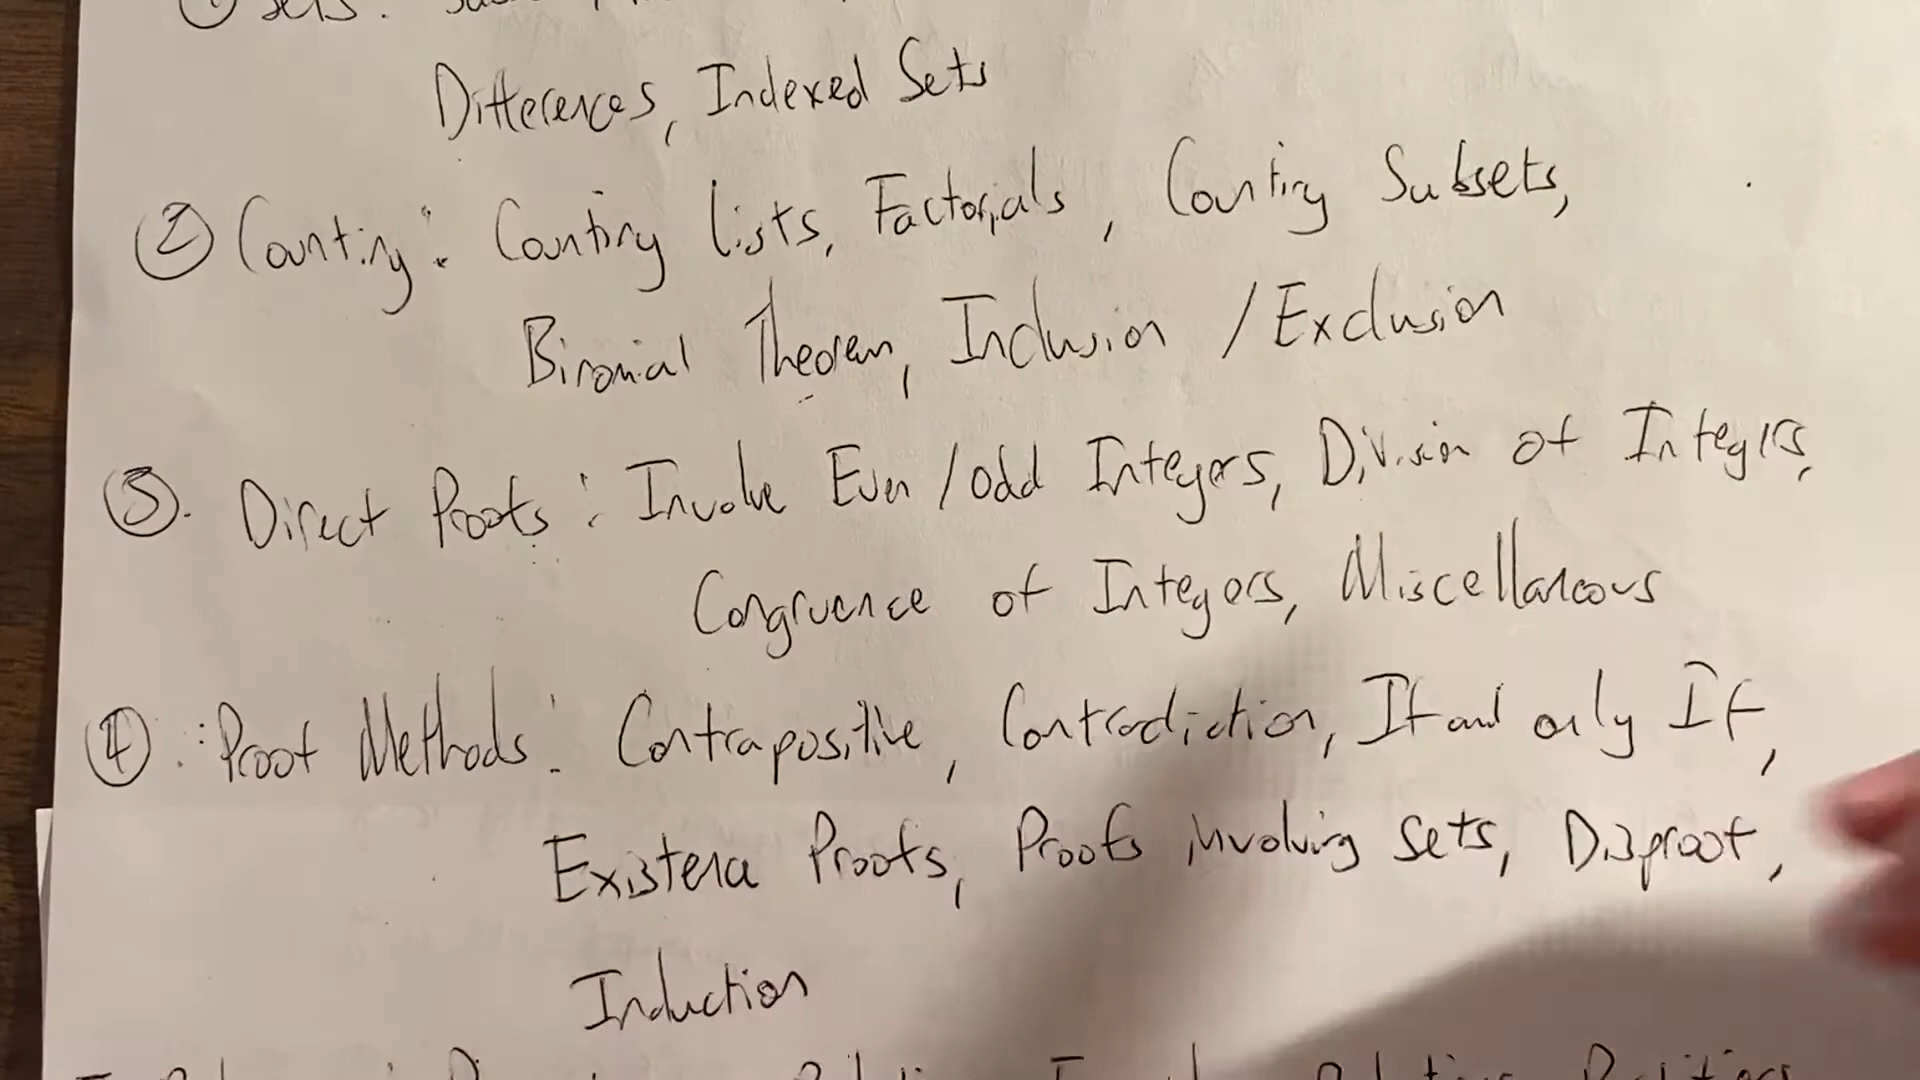 ① Sets:
Differences, Indexed Sets
② Counting: Counting Lists, Factorials, Counting Subsets,
Binomial Theorem, Inclusion / Exclusion
③. Direct Proofs: Involve Even / odd Integers, Division of Integers,
Congruence of Integers, Miscellaneous
④: Proof Methods: Contrapositive, Contradiction, If and only If,
Existence Proofs, Proofs involving Sets, Disproof,
Induction